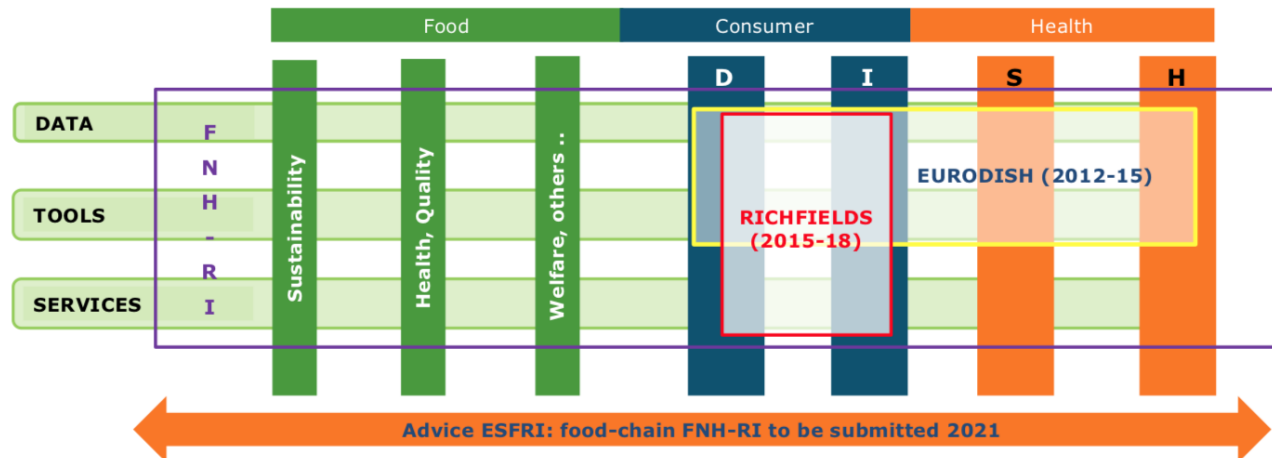 Food
Consumer
Health
D
I
S
H
DATA
TOOLS
SERVICES
F
N
H
-
R
I
Sustainability
Health, Quality
Welfare, others ..
EURODISH (2012-15)
RICHFIELDS
(2015-18)
Advice ESFRI: food-chain FNH-RI to be submitted 2021